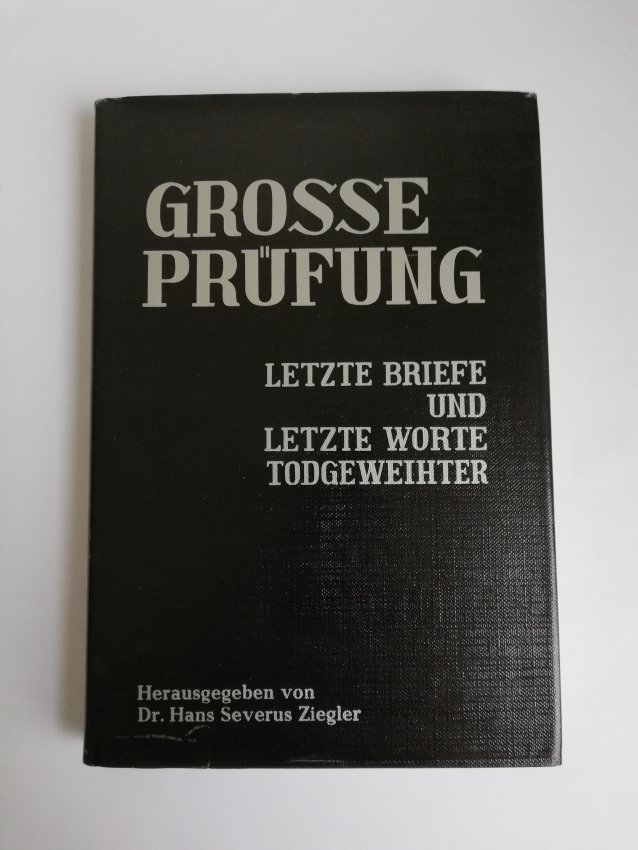 GROSSE
PRÜFUNG
LETZTE BRIEFE
UND
LETZTE WORTE
TODGEWEIHTER
Herausgegeben von
Dr. Hans Severus Ziegler